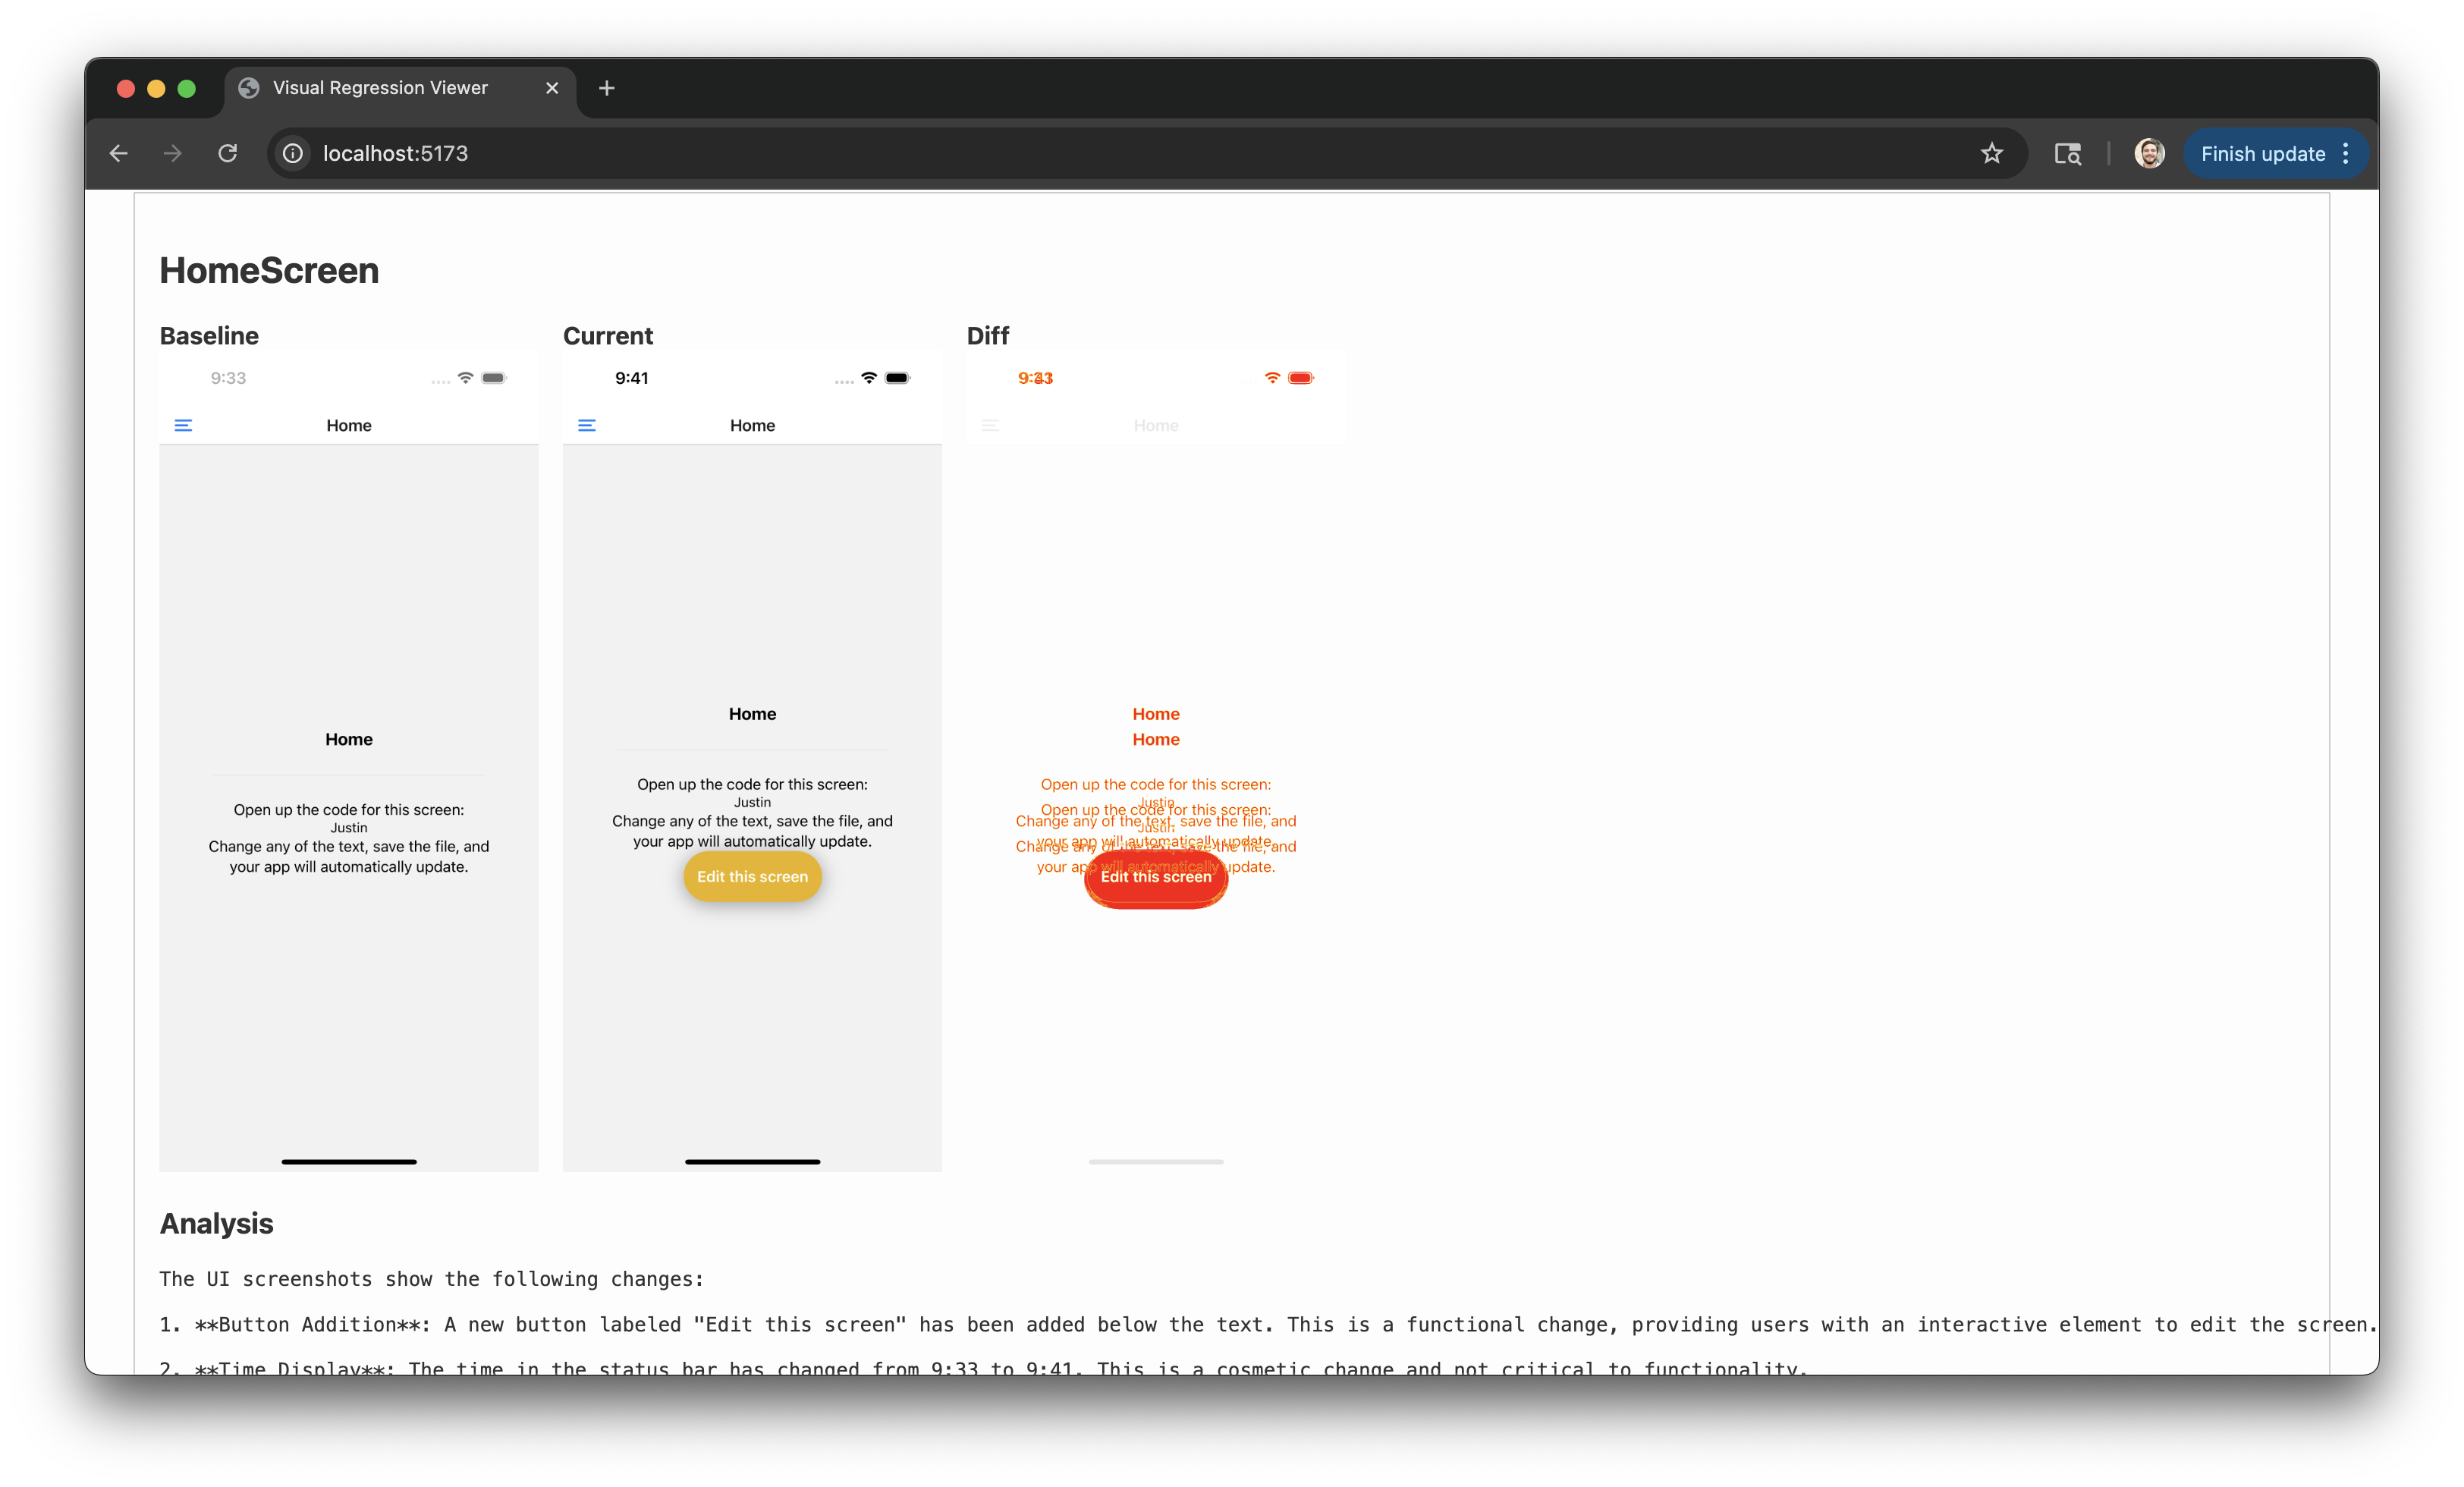 Visual Regression Viewer
localhost:5173
Finish update
HomeScreen
Baseline
Current
Diff
9:33
9:41
Home
Home
Home
Home
Open up the code for this screen:
Justin
Change any of the text, save the file, and
your app will automatically update.
Home
Open up the code for this screen:
Justin
Change any of the text, save the file, and
your app will automatically update.
Edit this screen
Home
Home
Open up the code for this screen:
Justin
Open up the code for this screen:
Change any of the text, save the file, and
Justin
your app will automatically update.
Change any of the text, save the file, and
your app will automatically update.
Edit this screen
Analysis
The UI screenshots show the following changes:
1. **Button Addition**: A new button labeled "Edit this screen" has been added below the text. This is a functional change, providing users with an interactive element to edit the screen.
2. **Time Display**: The time in the status bar has changed from 9:33 to 9:41. This is a cosmetic change and not critical to functionality.